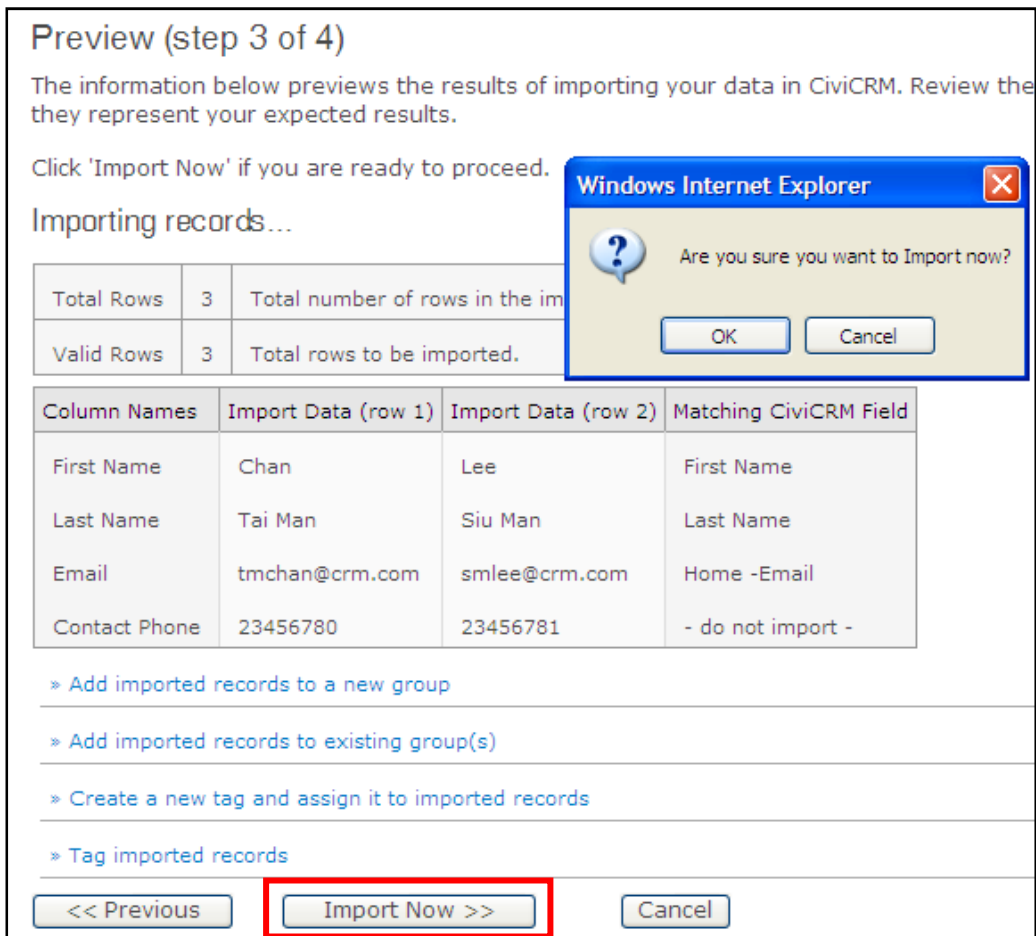 Preview (step 3 of 4)
The information below previews the results of importing your data in CiviCRM. Review the
they represent your expected results.
Click 'Import Now' if you are ready to proceed.
Windows Internet Explorer
Are you sure you want to Import now?
OK Cancel
Importing records...
Total Rows 3 Total number of rows in the im
Valid Rows 3 Total rows to be imported.
Column Names Import Data (row 1) Import Data (row 2) Matching CiviCRM Field
First Name Chan Lee First Name
Last Name Tai Man Siu Man Last Name
Email tmchan@crm.com smlee@crm.com Home -Email
Contact Phone 23456780 23456781 - do not import -
» Add imported records to a new group
» Add imported records to existing group(s)
» Create a new tag and assign it to imported records
» Tag imported records
<< Previous Import Now >> Cancel